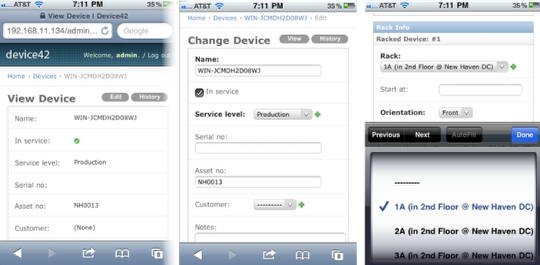 AT&T 7:11 PM 35%
View Device | Device42
192.168.11.134/admin... Google
device42 Welcome, admin. / Log out
Home › Devices › WIN-JCMDH2D08WJ
View Device Edit History
Name: WIN-JCMDH2D08WJ
In service:
Service level: Production
Serial no:
Asset no: NH0013
Customer: (None)
AT&T 7:11 PM 35%
Home › Devices › WIN-JCMDH2D08WJ › Edit
Change Device View History
Name:
WIN-JCMDH2D08WJ
In service
Service level: Production
Serial no:
Asset no:
NH0013
Customer: ---------
Notes:
AT&T 7:11 PM 35%
Rack Info
Racked Device: #1
Rack:
1A (in 2nd Floor @ New Haven DC)
Start at:
Orientation: Front
Previous Next AutoFill Done
---------
1A (in 2nd Floor @ New Haven DC)
2A (in 2nd Floor @ New Haven DC)
3A (in 2nd Floor @ New Haven DC)